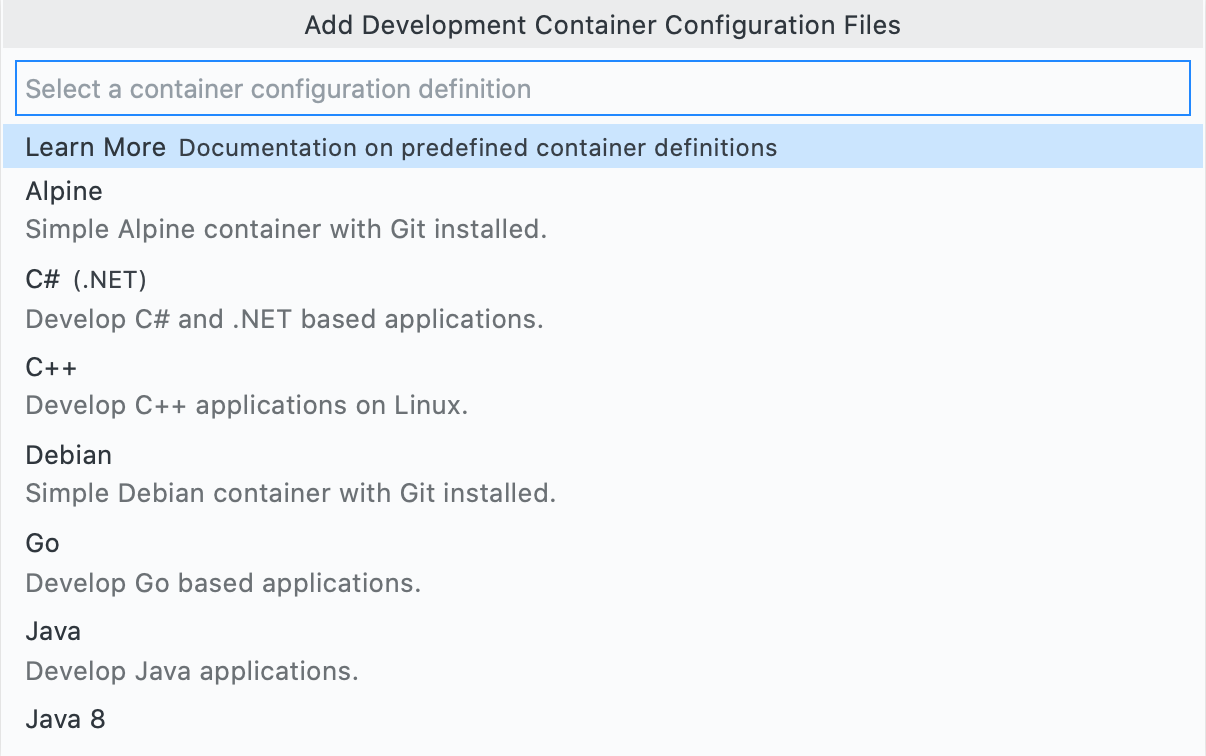 Add Development Container Configuration Files
Select a container configuration definition
Learn More Documentation on predefined container definitions
Alpine
Simple Alpine container with Git installed.
C# (.NET)
Develop C# and .NET based applications.
C++
Develop C++ applications on Linux.
Debian
Simple Debian container with Git installed.
Go
Develop Go based applications.
Java
Develop Java applications.
Java 8